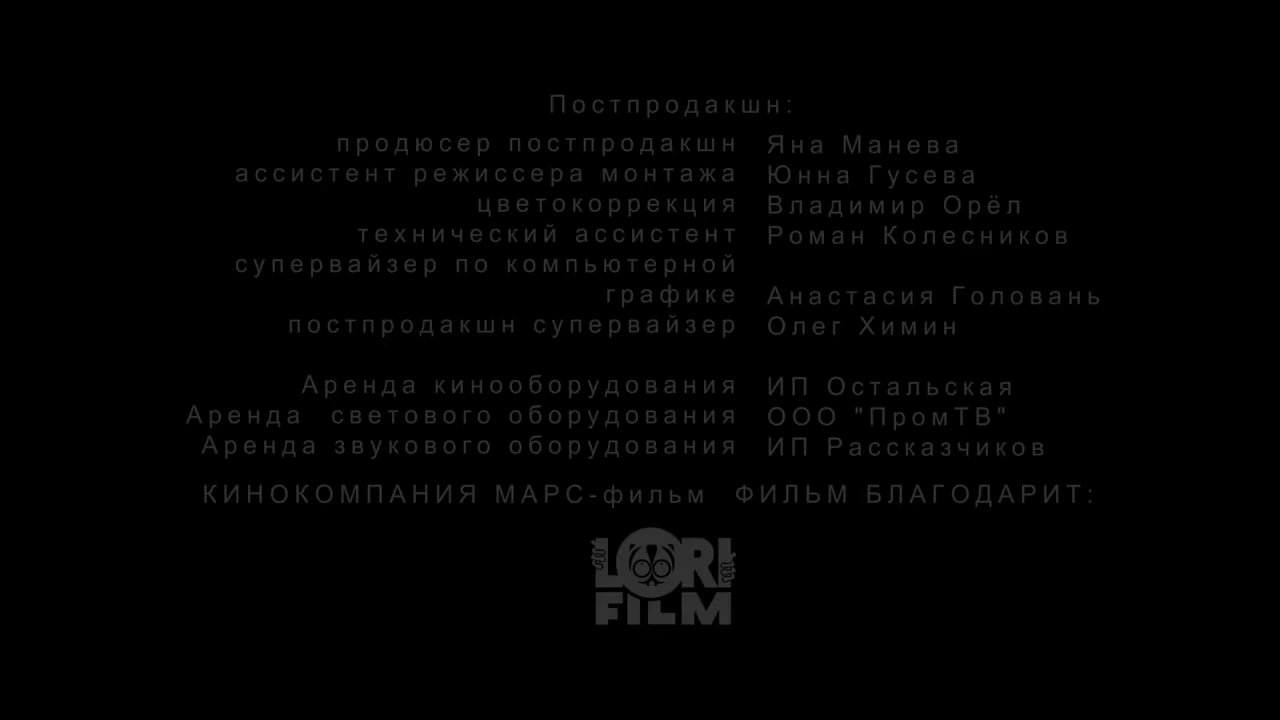 Постпродакшн:
продюсер постпродакшн Яна Манева
ассистент режиссера монтажа Юнна Гусева
цветокоррекция Владимир Орёл
технический ассистент Роман Колесников
супервайзер по компьютерной
графике Анастасия Головань
постпродакшн супервайзер Олег Химин
Аренда кинооборудования ИП Остальская
Аренда светового оборудования ООО "ПромТВ"
Аренда звукового оборудования ИП Рассказчиков
КИНОКОМПАНИЯ МАРС-фильм ФИЛЬМ БЛАГОДАРИТ:
LORI
FILM